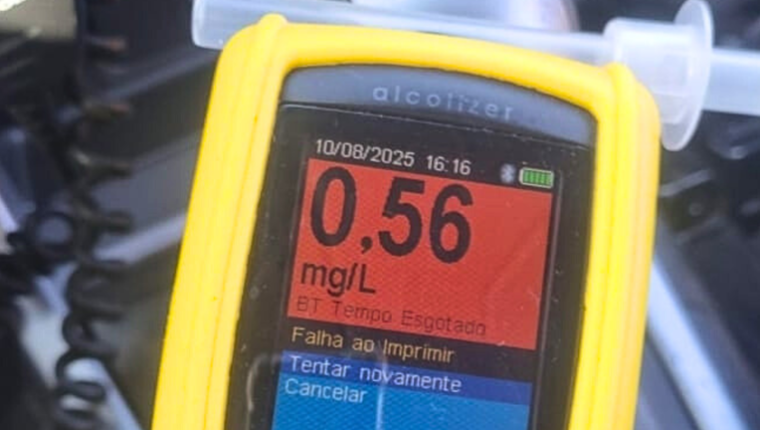 alcolizer
10/08/2025 16:16
0,56
mg/L
BT Tempo Esgotado
Falha ao Imprimir
Tentar novamente
Cancelar